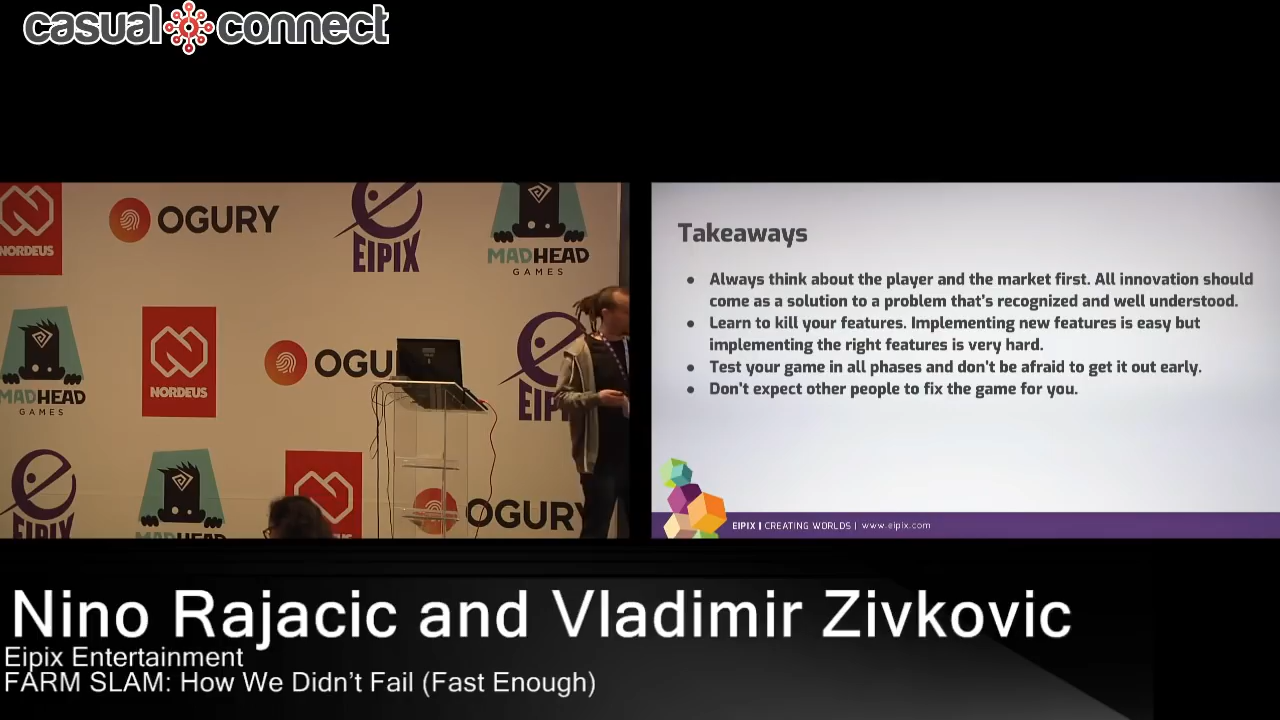 casual connect
NORDEUS
OGURY
EIPIX
MADHEAD
GAMES
MADHEAD
GAMES
NORDEUS
OGU
EIP
EIPIX
MADHEAD
OGURY
Takeaways
● Always think about the player and the market first. All innovation should
come as a solution to a problem that's recognized and well understood.
● Learn to kill your features. Implementing new features is easy but
implementing the right features is very hard.
● Test your game in all phases and don't be afraid to get it out early.
● Don't expect other people to fix the game for you.
EIPIX | CREATING WORLDS | www.eipix.com
Nino Rajacic and Vladimir Zivkovic
Eipix Entertainment
FARM SLAM: How We Didn't Fail (Fast Enough)